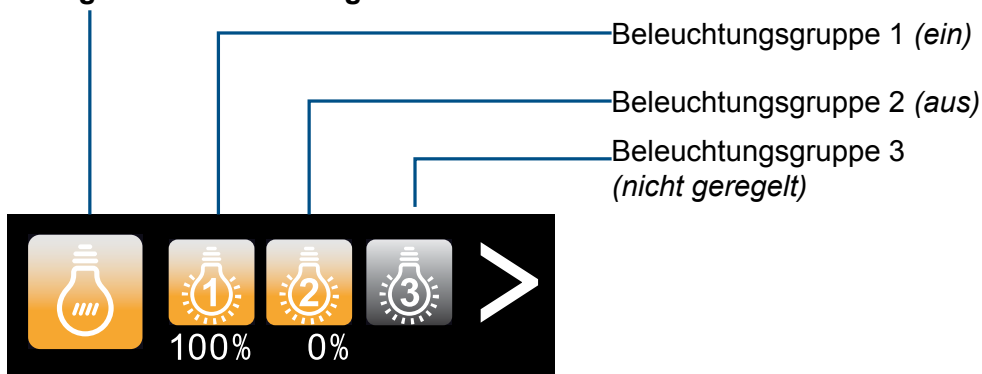 Beleuchtungsgruppe 1 (ein)
Beleuchtungsgruppe 2 (aus)
Beleuchtungsgruppe 3
(nicht geregelt)
1 2 3 >
100% 0%